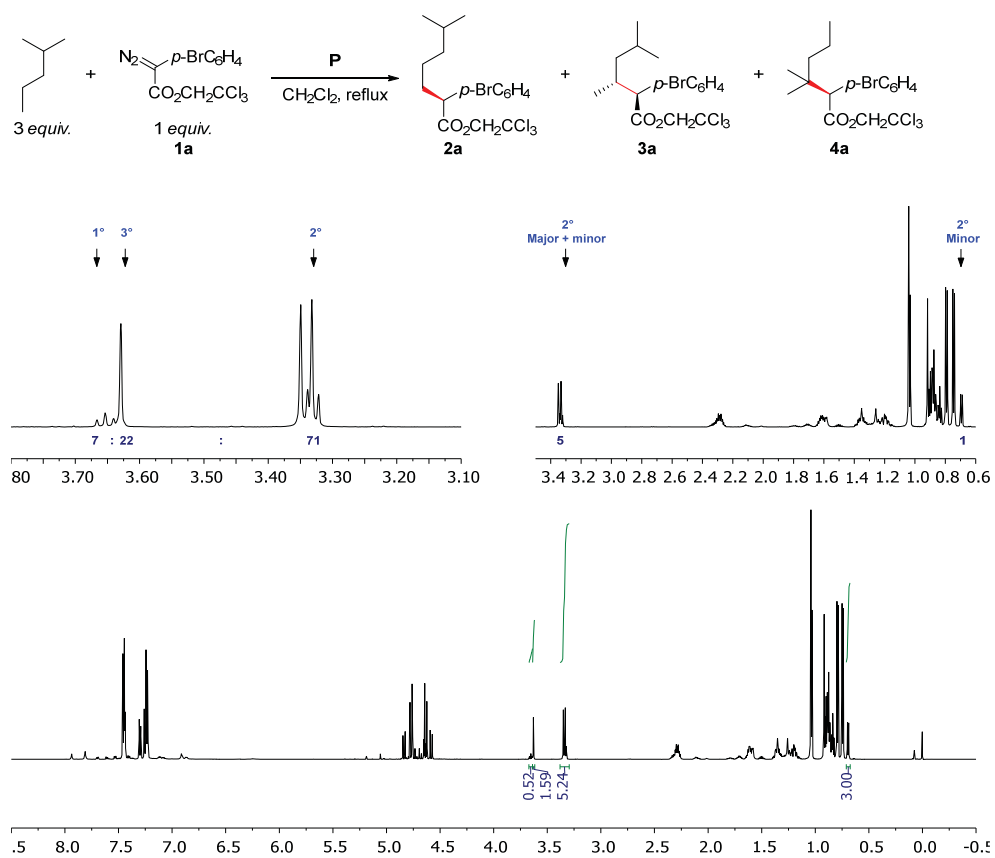 N2 p-BrC6H4 CO2CH2CCl3
+
P
CH2Cl2, reflux
p-BrC6H4
CO2CH2CCl3
+
p-BrC6H4
CO2CH2CCl3
+
p-BrC6H4
CO2CH2CCl3
3 equiv.
1 equiv.
1a
2a
3a
4a
1° 3° 2°
7 : 22 : 71
80 3.70 3.60 3.50 3.40 3.30 3.20 3.10
2°
Major + minor
2°
Minor
5 1
3.4 3.2 3.0 2.8 2.6 2.4 2.2 2.0 1.8 1.6 1.4 1.2 1.0 0.8 0.6
0.52
1.59
5.24
3.00
.5 8.0 7.5 7.0 6.5 6.0 5.5 5.0 4.5 4.0 3.5 3.0 2.5 2.0 1.5 1.0 0.5 0.0 -0.5